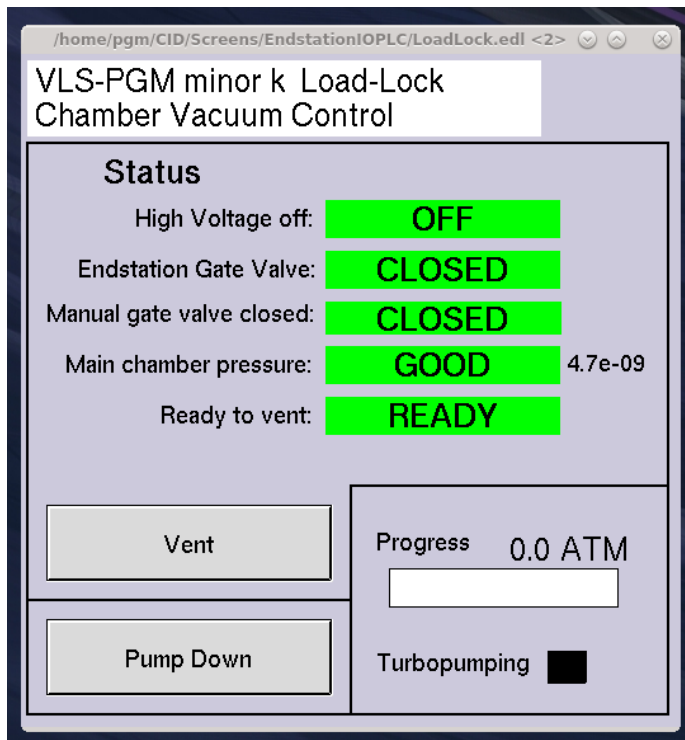 /home/pgm/CID/Screens/EndstationIOPLC/LoadLock.edl <2>
VLS-PGM minor k Load-Lock
Chamber Vacuum Control
Status
High Voltage off: OFF
Endstation Gate Valve: CLOSED
Manual gate valve closed: CLOSED
Main chamber pressure: GOOD 4.7e-09
Ready to vent: READY
Vent
Progress 0.0 ATM
Pump Down
Turbopumping